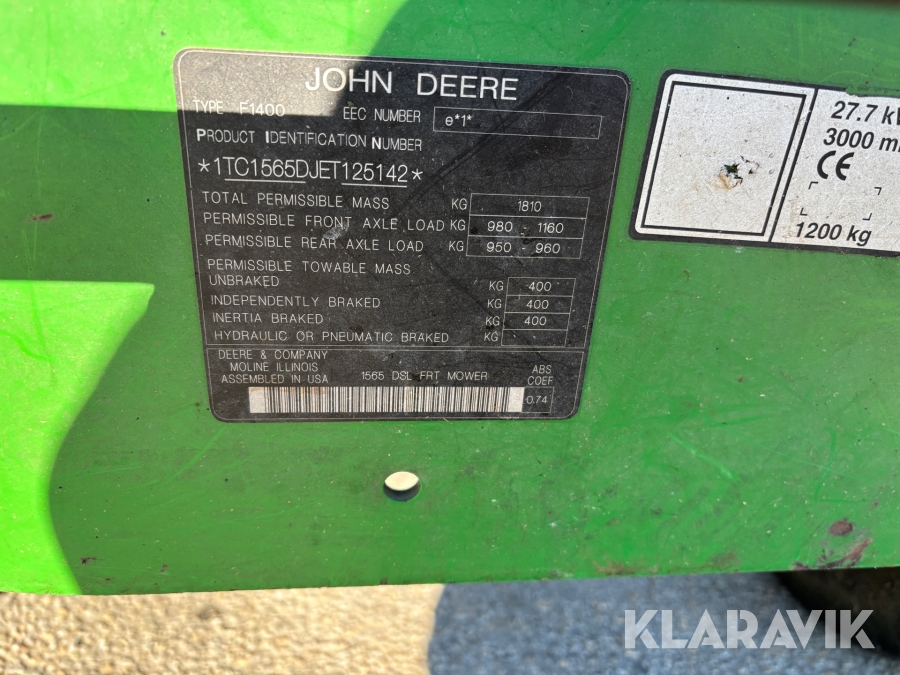 JOHN DEERE
TYPE F1400 EEC NUMBER e*1*
PRODUCT IDENTIFICATION NUMBER
*1TC1565DJET125142*
TOTAL PERMISSIBLE MASS KG 1810
PERMISSIBLE FRONT AXLE LOAD KG 980 - 1160
PERMISSIBLE REAR AXLE LOAD KG 950 - 960
PERMISSIBLE TOWABLE MASS
UNBRAKED KG 400
INDEPENDENTLY BRAKED KG 400
INERTIA BRAKED KG 400
HYDRAULIC OR PNEUMATIC BRAKED KG
DEERE & COMPANY
MOLINE ILLINOIS
ASSEMBLED IN USA
1565 DSL FRT MOWER
ABS
COEF
0.74
27.7 k
3000 m
CE
1200 kg
KLARAVIK